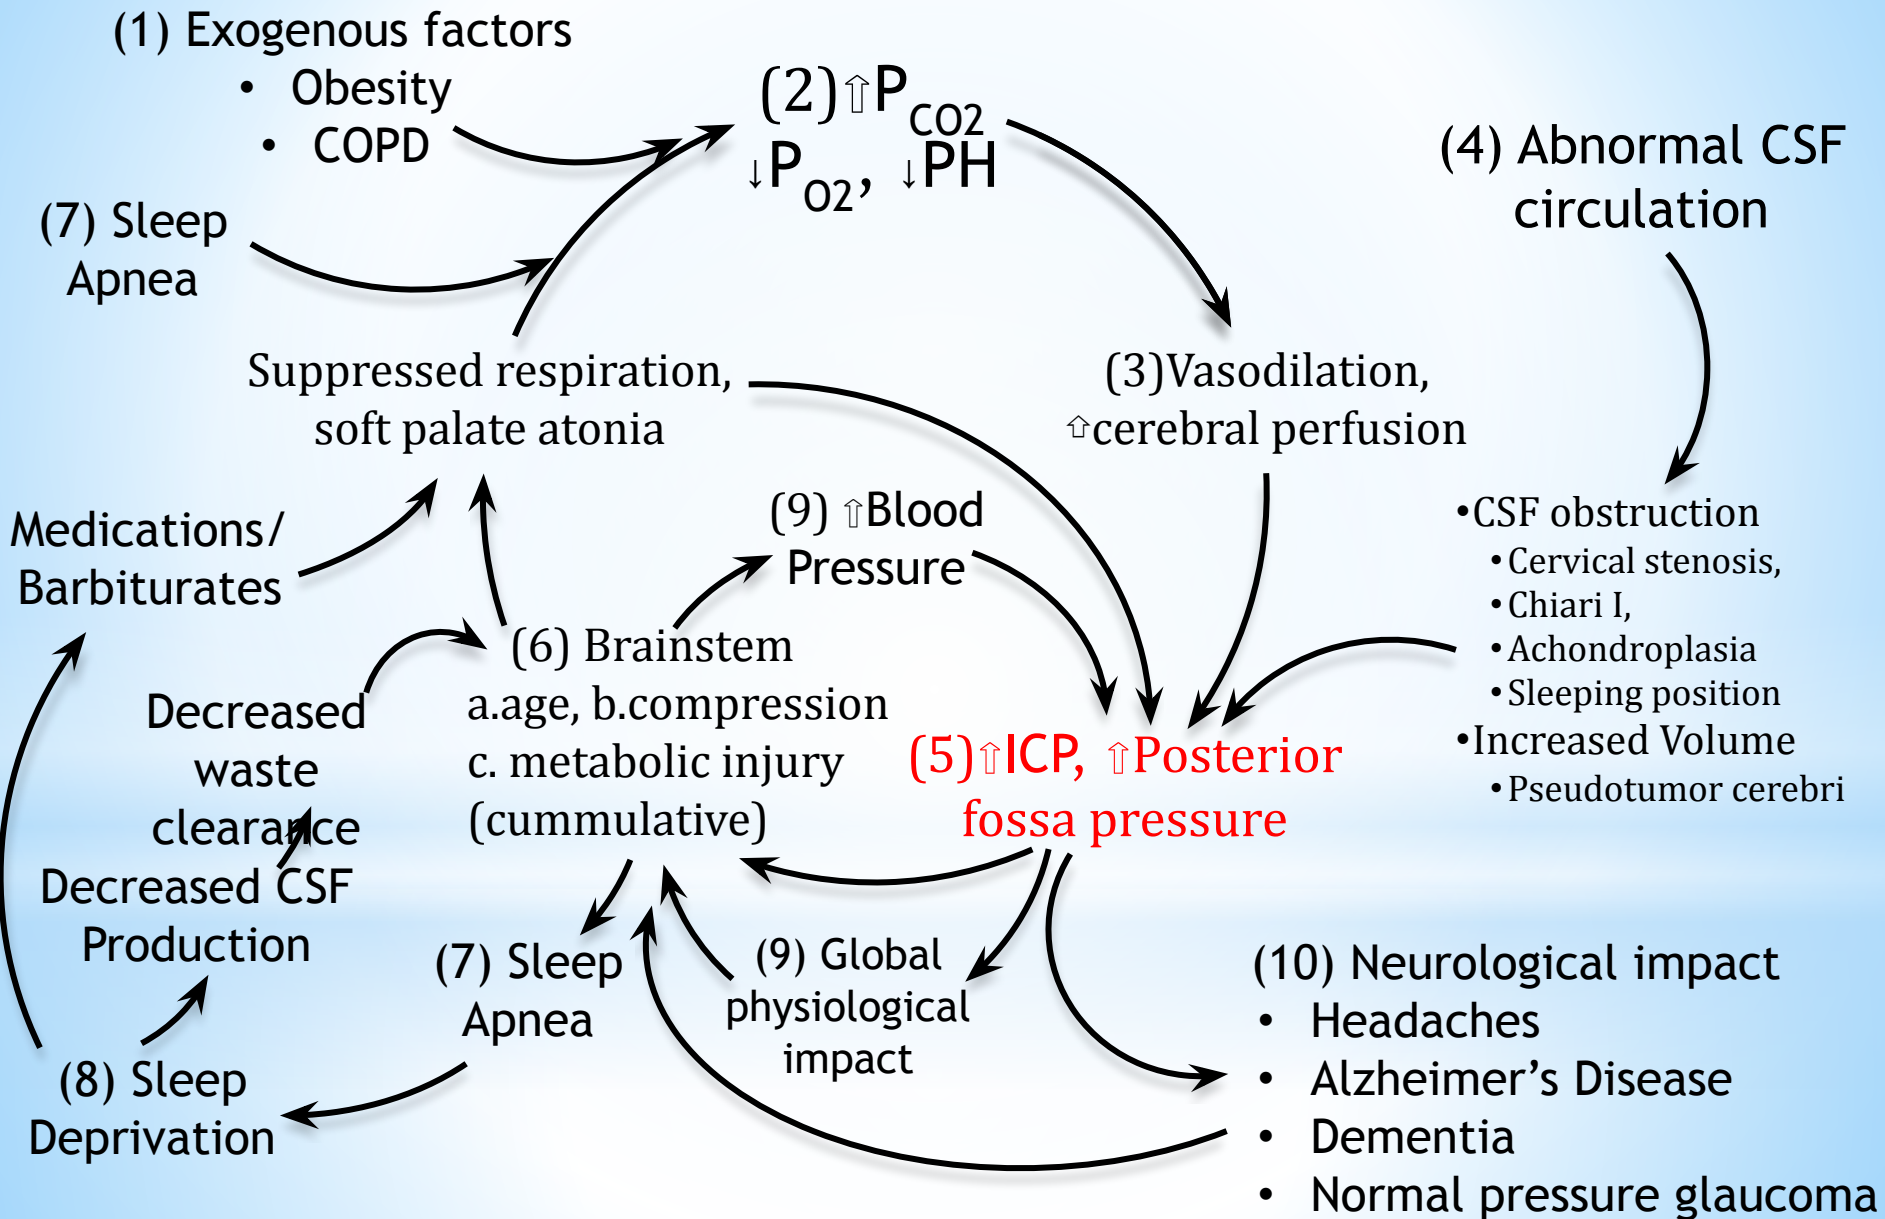 (1) Exogenous factors
• Obesity
• COPD
(2)⇧P CO2
↓P O2, ↓PH
(4) Abnormal CSF
circulation
(7) Sleep
Apnea
Suppressed respiration,
soft palate atonia
(3)Vasodilation,
⇧cerebral perfusion
Medications/
Barbiturates
(9) ⇧Blood
Pressure
•CSF obstruction
•Cervical stenosis,
•Chiari I,
•Achondroplasia
•Sleeping position
•Increased Volume
•Pseudotumor cerebri
(6) Brainstem
a.age, b.compression
c. metabolic injury
(cummulative)
Decreased
waste
clearance
(5)⇧ICP, ⇧Posterior
fossa pressure
Decreased CSF
Production
(7) Sleep
Apnea
(9) Global
physiological
impact
(8) Sleep
Deprivation
(10) Neurological impact
• Headaches
• Alzheimer’s Disease
• Dementia
• Normal pressure glaucoma